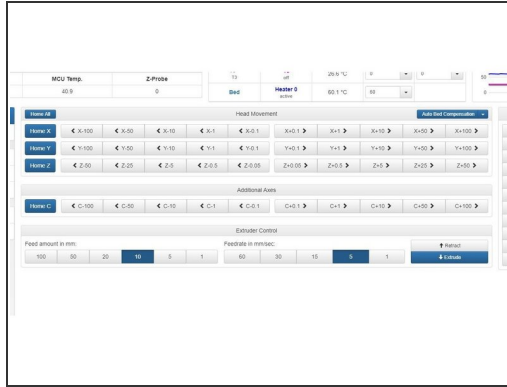 MCU Temp. Z-Probe
40.9 0
off 25.6 °C 0 0
Bed Heater 0 60.1 °C 60
active
50
0
Home All Head Movement Auto Bed Compensation
Home X X-100 X-50 X-10 X-1 X-0.1 X+0.1 X+1 X+10 X+50 X+100
Home Y Y-100 Y-50 Y-10 Y-1 Y-0.1 Y+0.1 Y+1 Y+10 Y+50 Y+100
Home Z Z-50 Z-25 Z-5 Z-0.5 Z-0.05 Z+0.05 Z+0.5 Z+5 Z+25 Z+50
Additional Axes
Home C C-100 C-50 C-10 C-1 C-0.1 C+0.1 C+1 C+10 C+50 C+100
Extruder Control
Feed amount in mm: Feedrate in mm/sec: Retract
100 50 20 10 5 1 60 30 15 5 1 Extrude